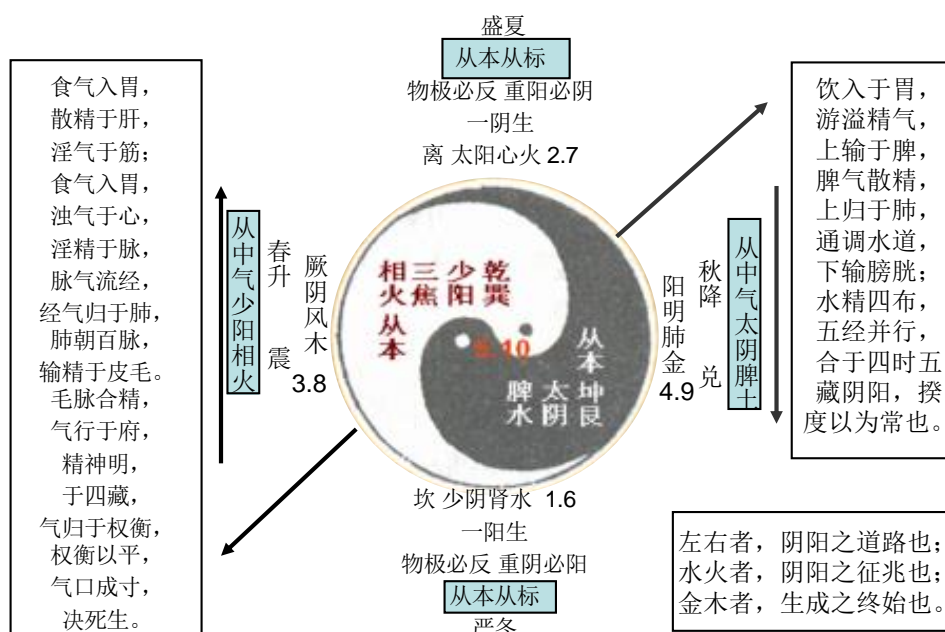 盛夏
从本从标
物极必反 重阳必阴
一阴生
离 太阳心火 2.7
食气入胃，
散精于肝，
淫气于筋；
食气入胃，
浊气于心，
淫精于脉，
脉气流经，
经气归于肺，
肺朝百脉，
输精于皮毛。
毛脉合精，
气行于府，
精神明，
于四藏，
气归于权衡，
权衡以平，
气口成寸，
决死生。
从中气少阳相火
春升 震
厥阴风木
3.8
乾巽
少阳
三焦
相火
从本
10
从本
坤艮
太阴
脾水
阳明肺金
4.9
秋降 兑
从中气太阴脾土
饮入于胃，
游溢精气，
上输于脾，
脾气散精，
上归于肺，
通调水道，
下输膀胱；
水精四布，
五经并行，
合于四时五
藏阴阳，揆
度以为常也。
坎 少阴肾水 1.6
一阳生
物极必反 重阴必阳
从本从标
严冬
左右者，阴阳之道路也；
水火者，阴阳之征兆也；
金木者，生成之终始也。